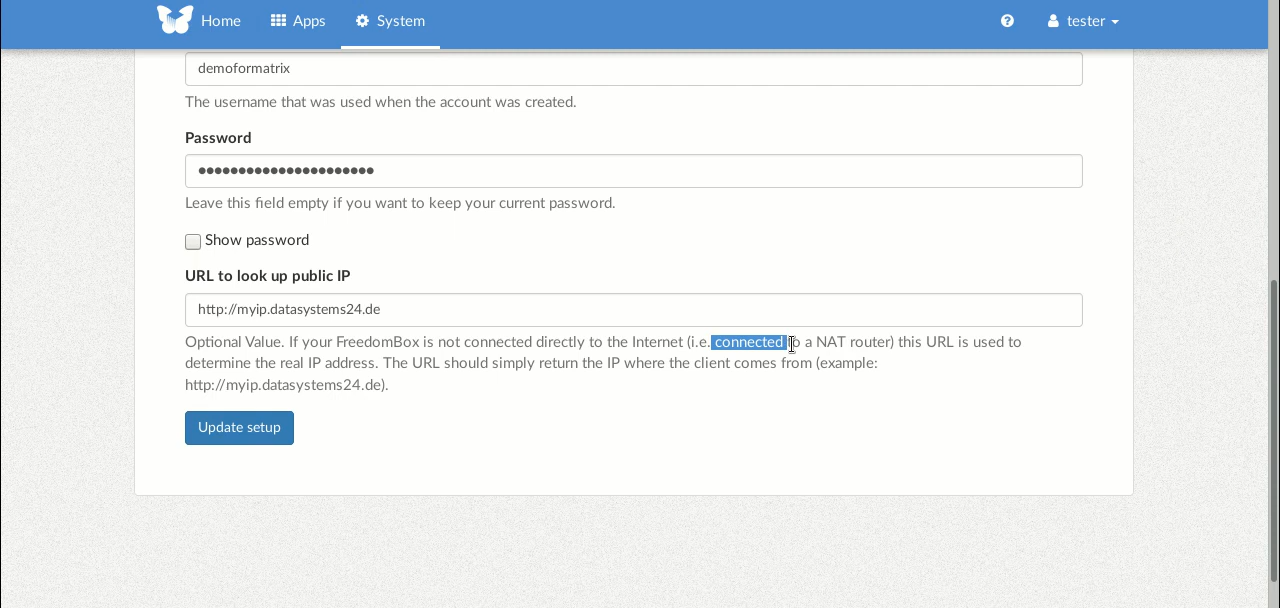 Home Apps System tester
demoformatrix
The username that was used when the account was created.
Password
••••••••••••••••••••••
Leave this field empty if you want to keep your current password.
Show password
URL to look up public IP
http://myip.datasystems24.de
Optional Value. If your FreedomBox is not connected directly to the Internet (i.e. connected to a NAT router) this URL is used to
determine the real IP address. The URL should simply return the IP where the client comes from (example:
http://myip.datasystems24.de).
Update setup